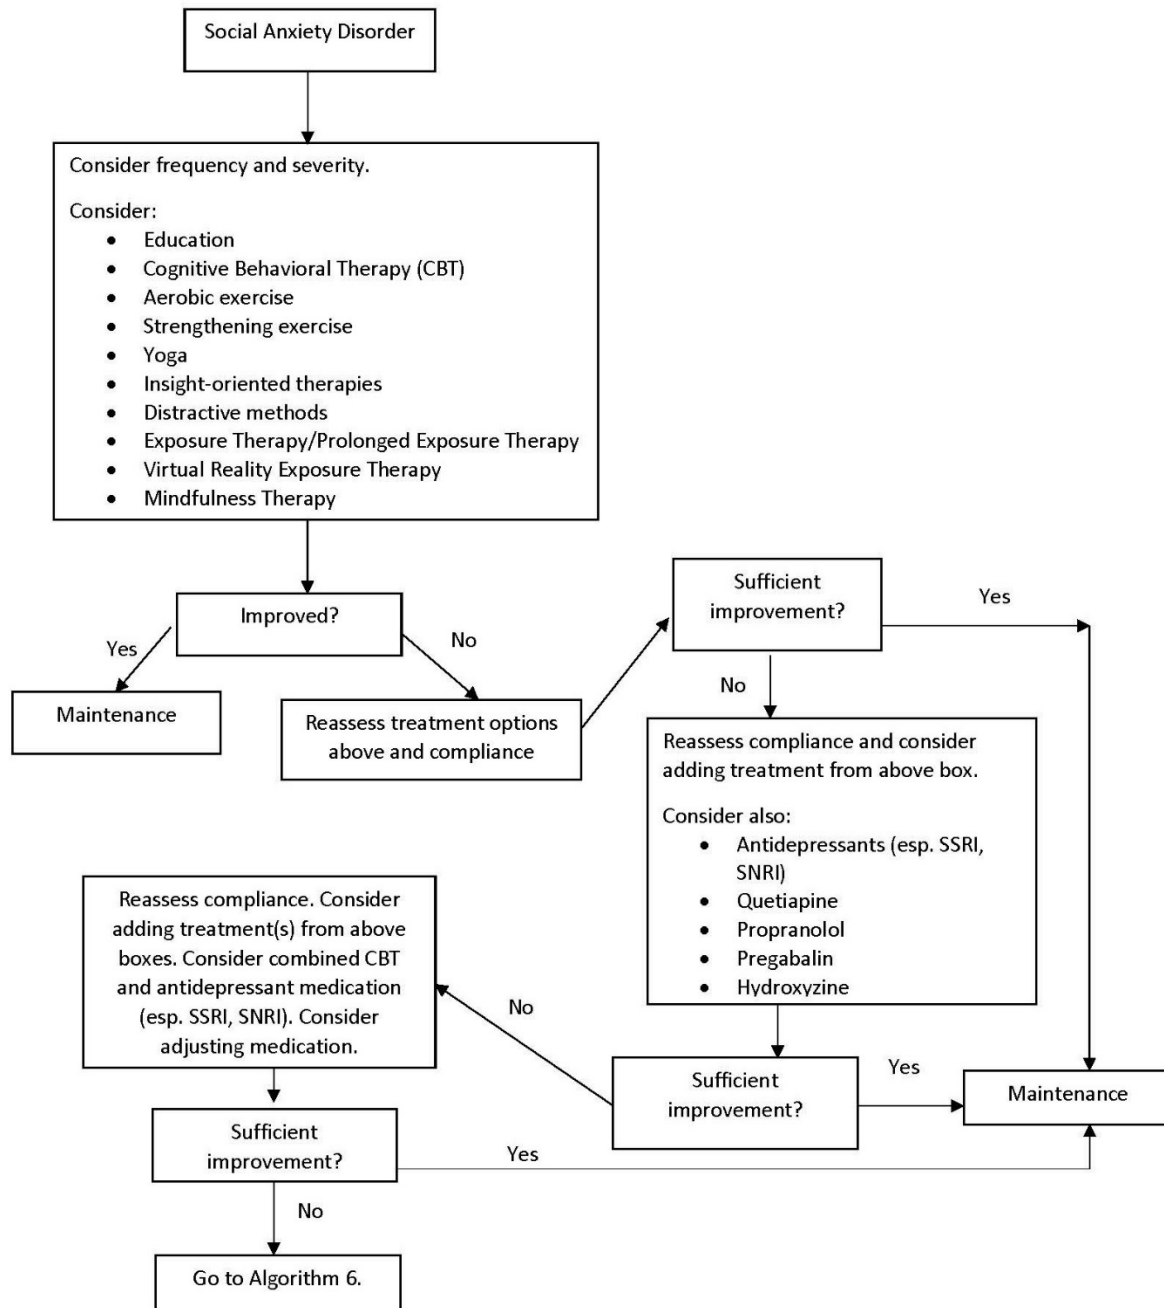 Social Anxiety Disorder
Consider frequency and severity.
Consider:
• Education
• Cognitive Behavioral Therapy (CBT)
• Aerobic exercise
• Strengthening exercise
• Yoga
• Insight-oriented therapies
• Distractive methods
• Exposure Therapy/Prolonged Exposure Therapy
• Virtual Reality Exposure Therapy
• Mindfulness Therapy
Improved?
Yes
No
Maintenance
Reassess treatment options
above and compliance
Sufficient
improvement?
Yes
No
Reassess compliance and consider
adding treatment from above box.
Consider also:
• Antidepressants (esp. SSRI,
SNRI)
• Quetiapine
• Propranolol
• Pregabalin
• Hydroxyzine
Sufficient
improvement?
Yes
No
Maintenance
Reassess compliance. Consider
adding treatment(s) from above
boxes. Consider combined CBT
and antidepressant medication
(esp. SSRI, SNRI). Consider
adjusting medication.
Sufficient
improvement?
Yes
No
Go to Algorithm 6.